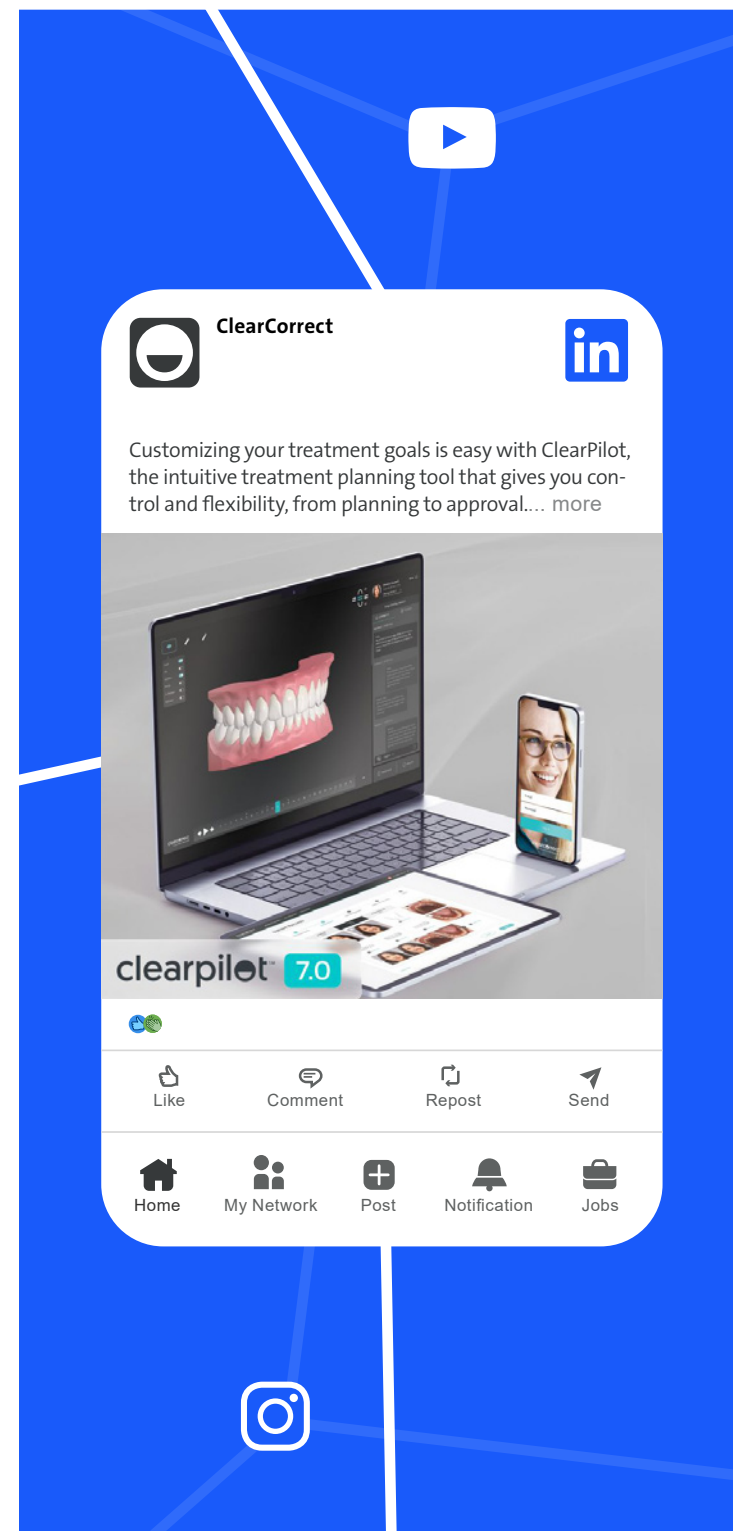 ClearCorrect
in
Customizing your treatment goals is easy with ClearPilot,
the intuitive treatment planning tool that gives you con-
trol and flexibility, from planning to approval.... more
clearpilot™ 7.0
Like Comment Repost Send
Home My Network Post Notification Jobs